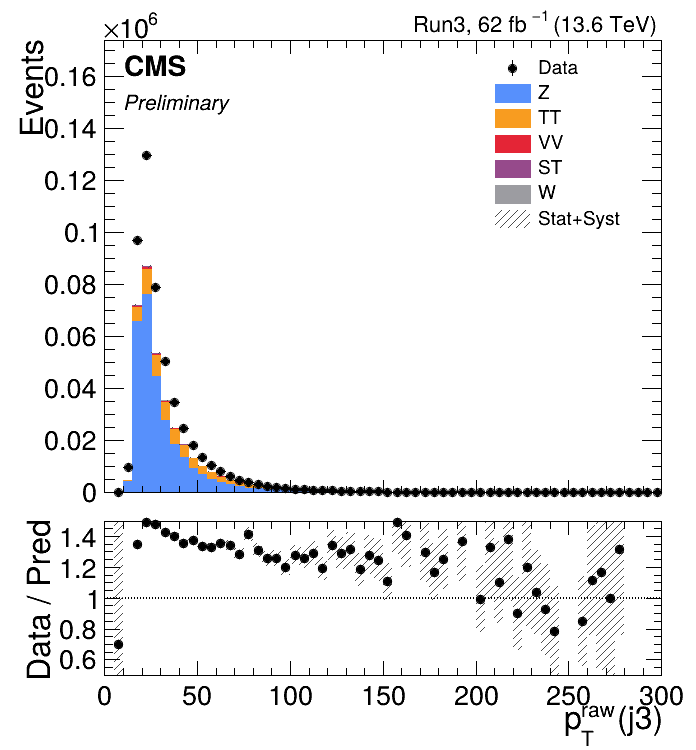 ×10⁶
Run3, 62 fb⁻¹ (13.6 TeV)
CMS
Preliminary
Events
Data
Z
TT
VV
ST
W
Stat+Syst
0.16
0.14
0.12
0.1
0.08
0.06
0.04
0.02
0
Data / Pred
1.4
1.2
1
0.8
0.6
0 50 100 150 200 250 300
p_T^raw(j3)